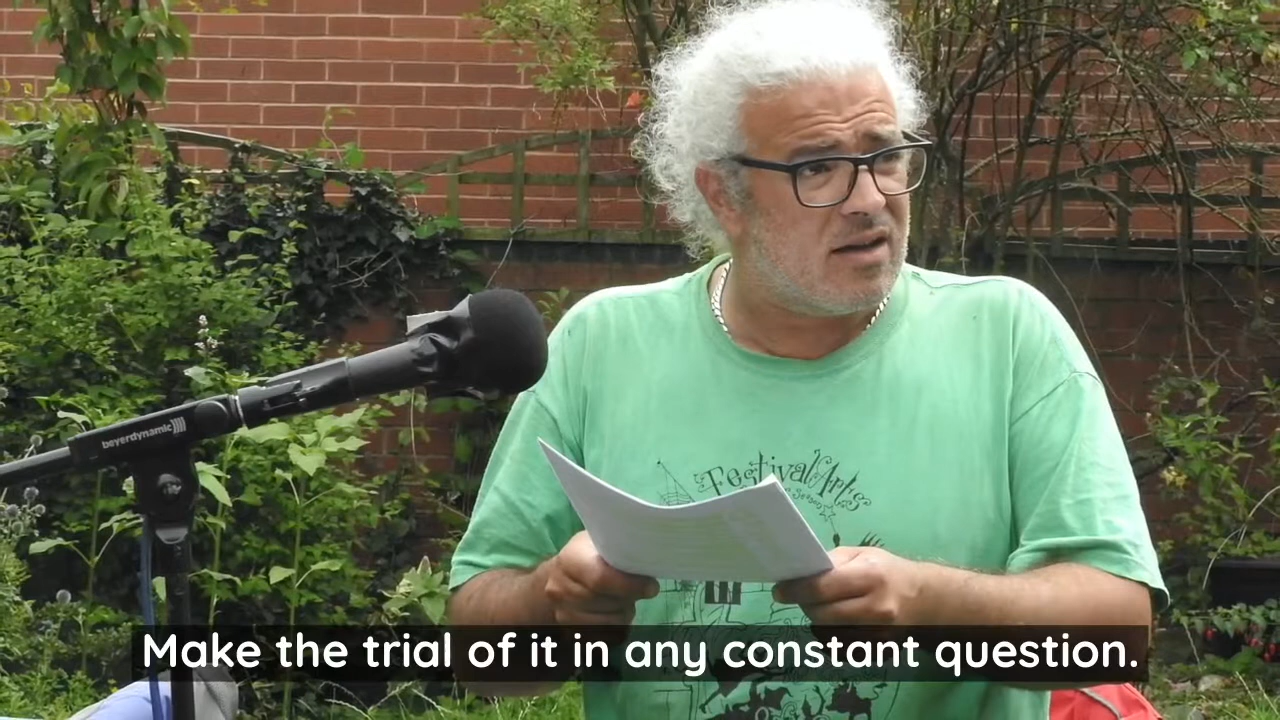 beyerdynamic
Festival Arts
Make the trial of it in any constant question.